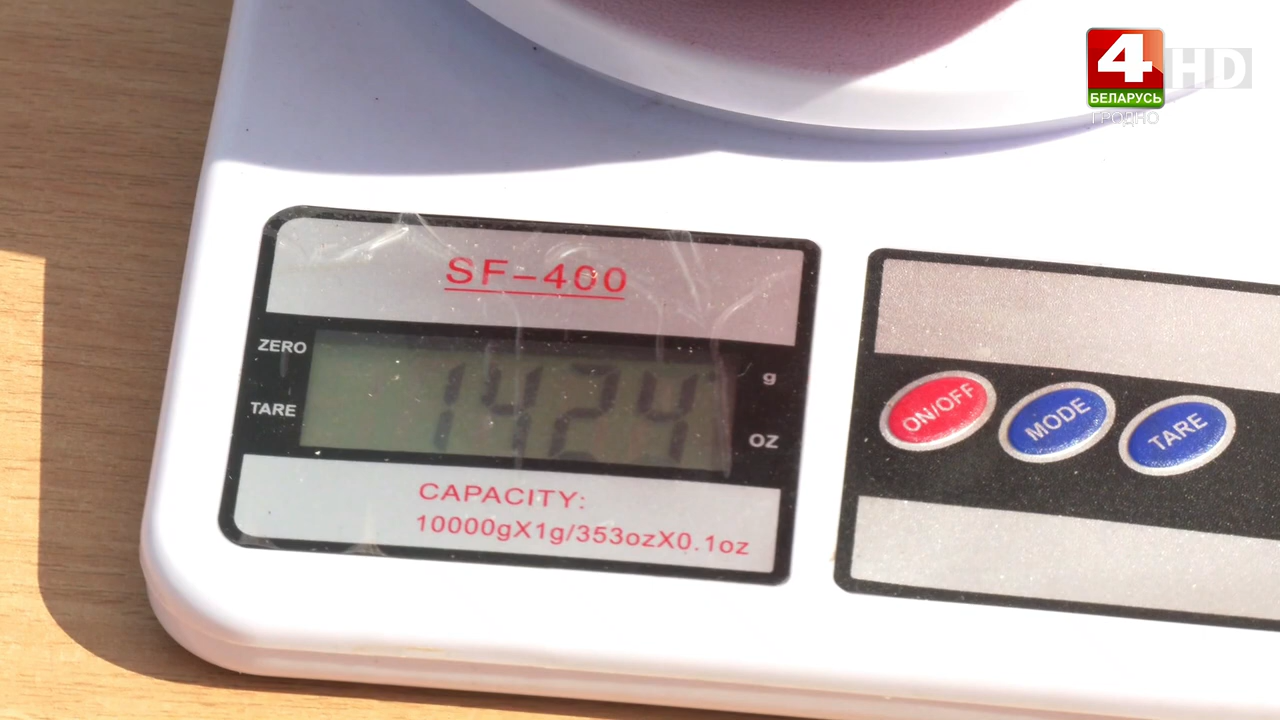 4 HD
БЕЛАРУСЬ
ГРОДНО
SF-400
ZERO
TARE
1424
g
OZ
CAPACITY:
10000gX1g/353ozX0.1oz
ON/OFF
MODE
TARE